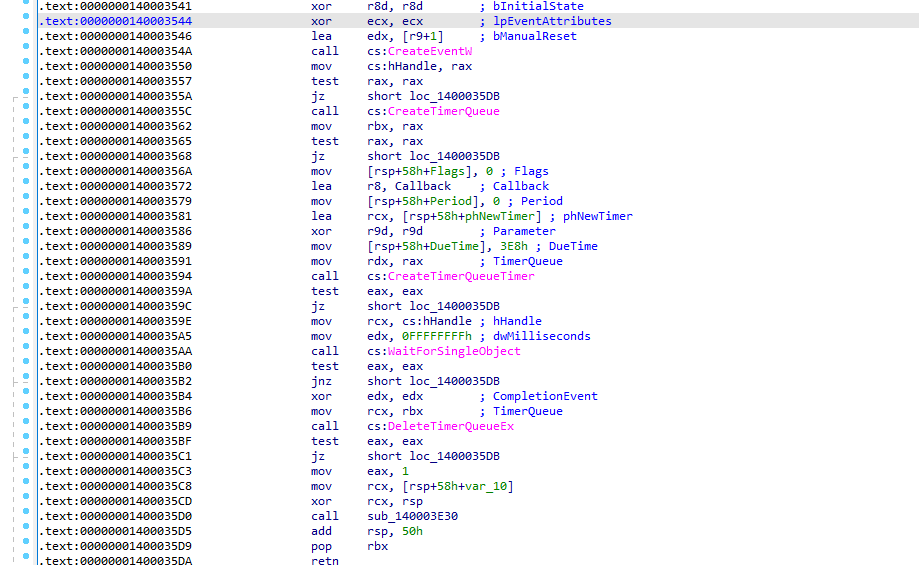 .text:0000000140003541 xor r8d, r8d ; bInitialState
.text:0000000140003544 xor ecx, ecx ; lpEventAttributes
.text:0000000140003546 lea edx, [r9+1] ; bManualReset
.text:000000014000354A call cs:CreateEventW
.text:0000000140003550 mov cs:hHandle, rax
.text:0000000140003557 test rax, rax
.text:000000014000355A jz short loc_1400035DB
.text:000000014000355C call cs:CreateTimerQueue
.text:0000000140003562 mov rbx, rax
.text:0000000140003565 test rax, rax
.text:0000000140003568 jz short loc_1400035DB
.text:000000014000356A mov [rsp+58h+Flags], 0 ; Flags
.text:0000000140003572 lea r8, Callback ; Callback
.text:0000000140003579 mov [rsp+58h+Period], 0 ; Period
.text:0000000140003581 lea rcx, [rsp+58h+phNewTimer] ; phNewTimer
.text:0000000140003586 xor r9d, r9d ; Parameter
.text:0000000140003589 mov [rsp+58h+DueTime], 3E8h ; DueTime
.text:0000000140003591 mov rdx, rax ; TimerQueue
.text:0000000140003594 call cs:CreateTimerQueueTimer
.text:000000014000359A test eax, eax
.text:000000014000359C jz short loc_1400035DB
.text:000000014000359E mov rcx, cs:hHandle ; hHandle
.text:00000001400035A5 mov edx, 0FFFFFFFFh ; dwMilliseconds
.text:00000001400035AA call cs:WaitForSingleObject
.text:00000001400035B0 test eax, eax
.text:00000001400035B2 jnz short loc_1400035DB
.text:00000001400035B4 xor edx, edx ; CompletionEvent
.text:00000001400035B6 mov rcx, rbx ; TimerQueue
.text:00000001400035B9 call cs:DeleteTimerQueueEx
.text:00000001400035BF test eax, eax
.text:00000001400035C1 jz short loc_1400035DB
.text:00000001400035C3 mov eax, 1
.text:00000001400035C8 mov rcx, [rsp+58h+var_10]
.text:00000001400035CD xor rcx, rsp
.text:00000001400035D0 call sub_140003E30
.text:00000001400035D5 add rsp, 50h
.text:00000001400035D9 pop rbx
.text:00000001400035DA retn